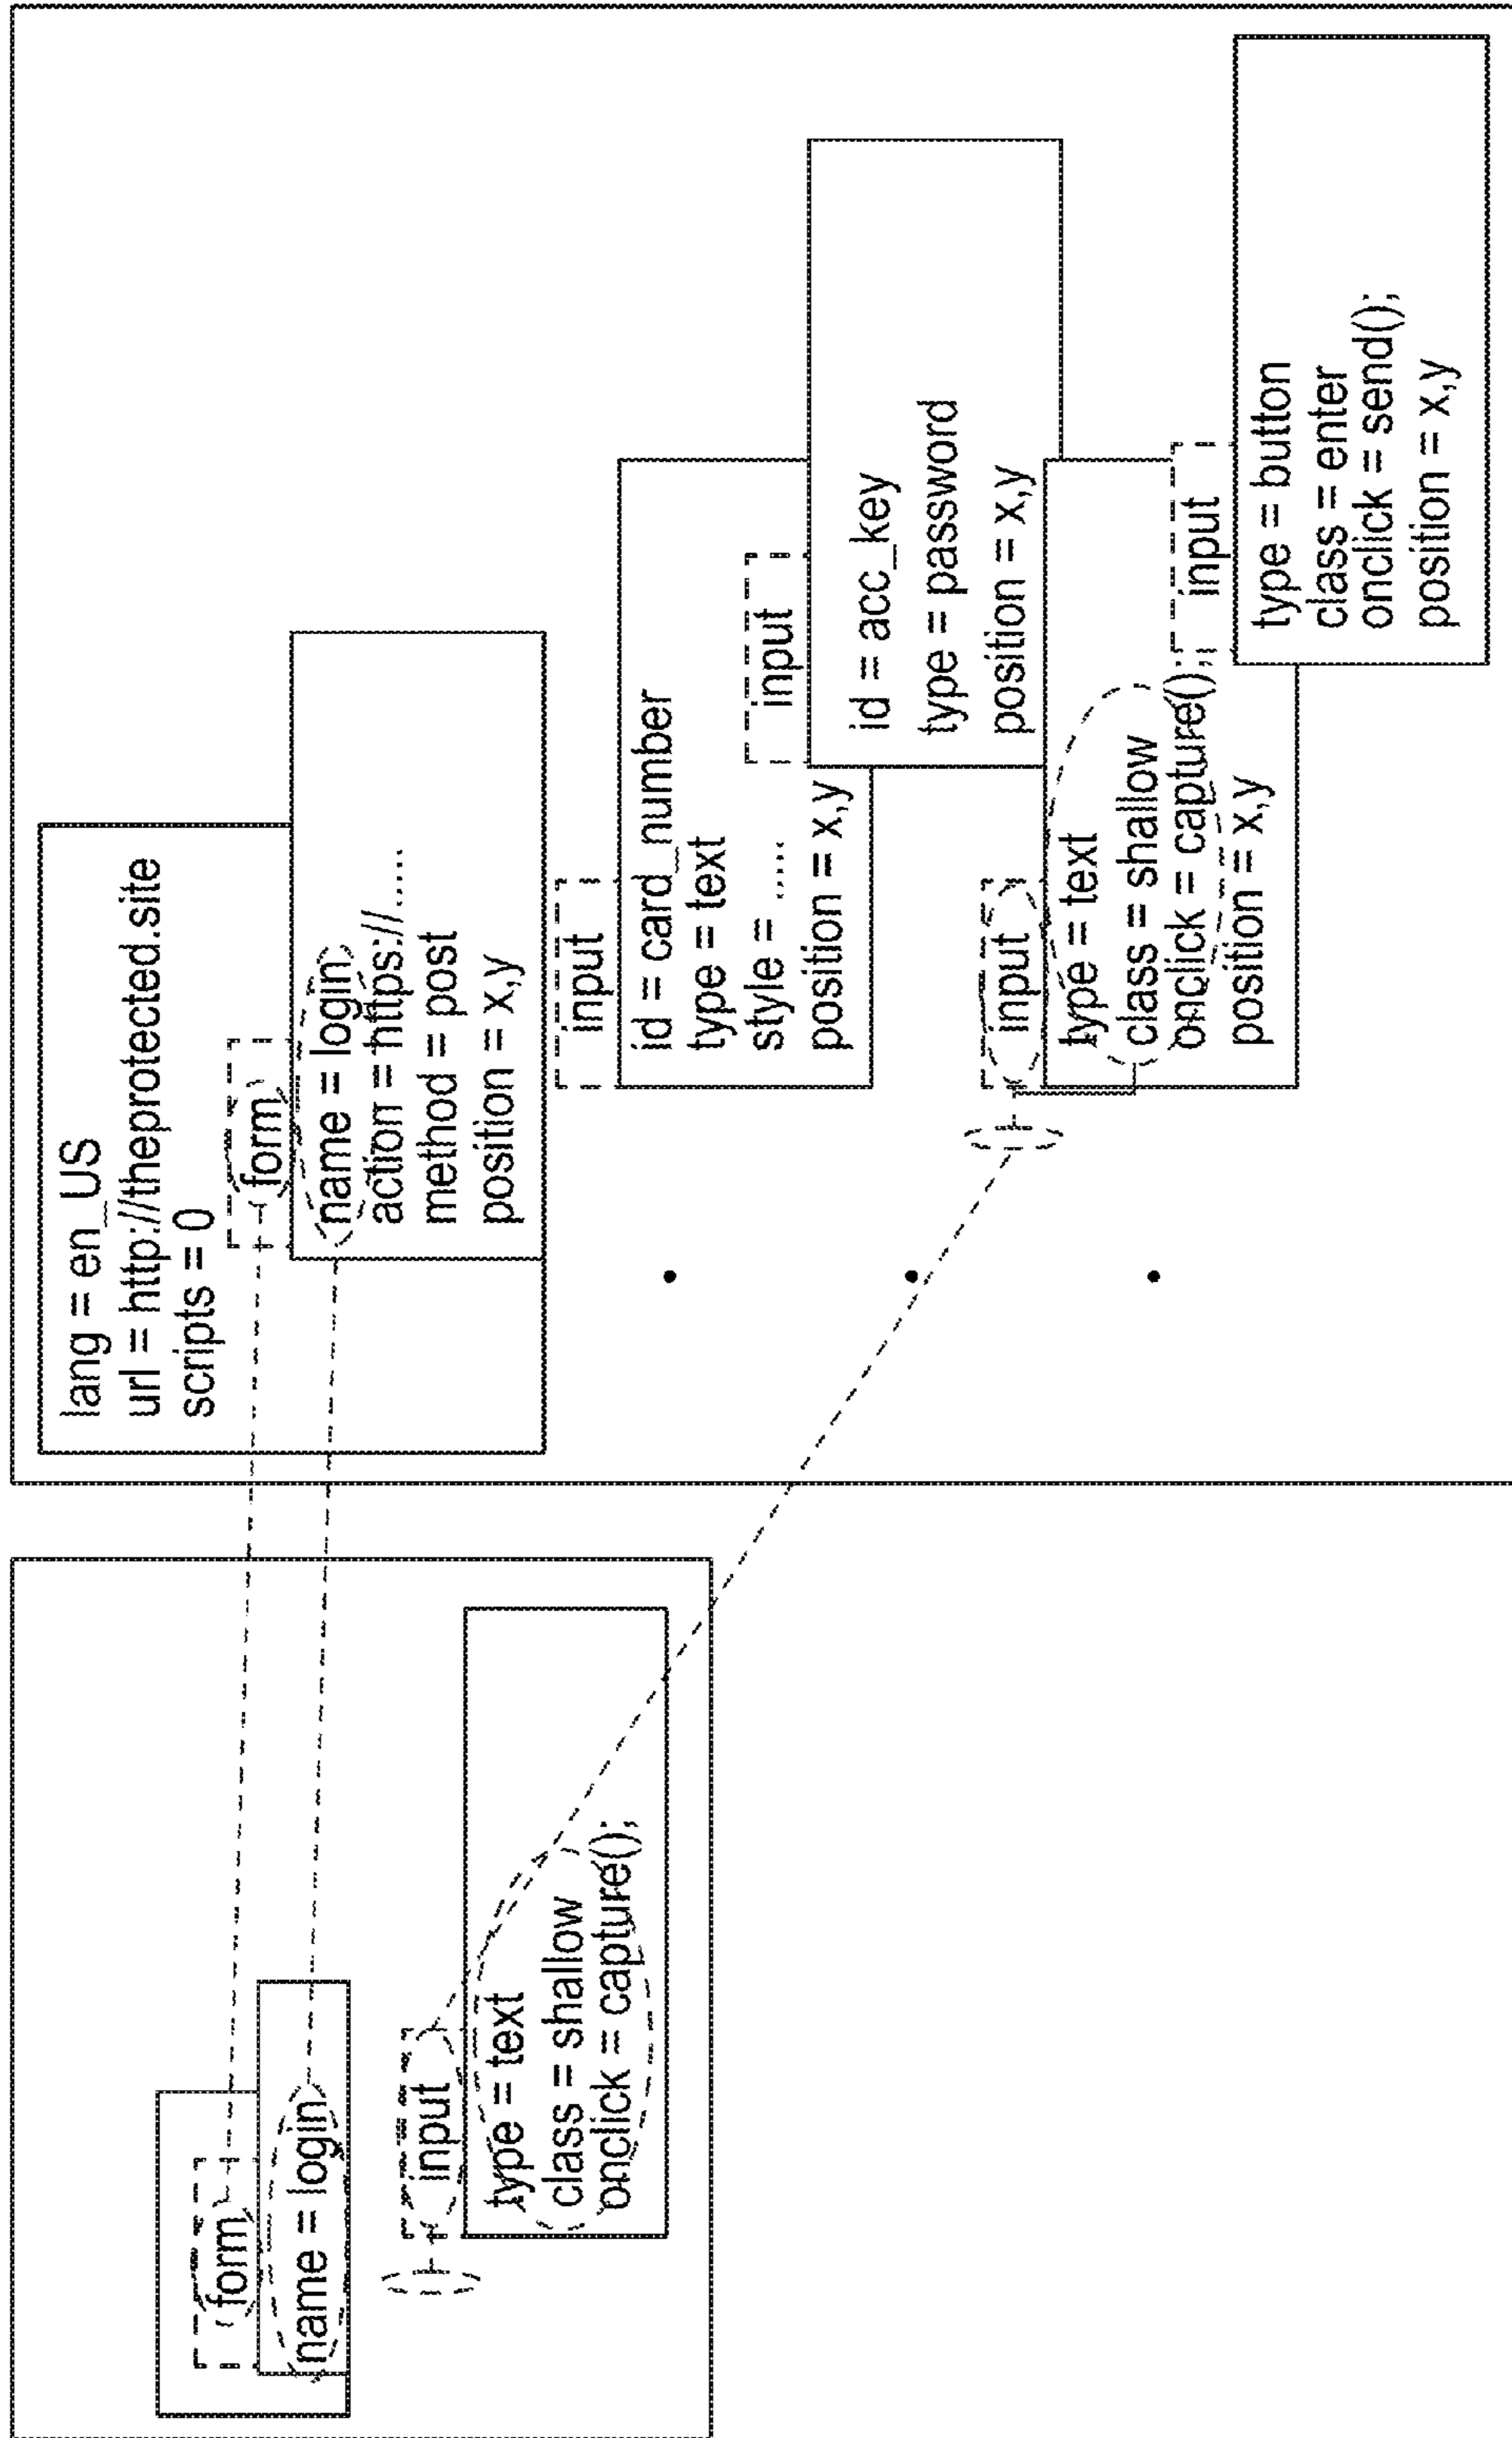 form
name = login
input
type = text
class = shallow
onclick = capture();
lang = en_US
url = http://theprotected.site
scripts = 0
form
name = login
action = https://......
method = post
position = x,y
input
id = card_number
type = text
style = .....
position = x,y
input
id = acc_key
type = password
position = x,y
input
type = text
class = shallow
onclick = capture();
position = x,y
input
type = button
class = enter
onclick = send();
position = x,y